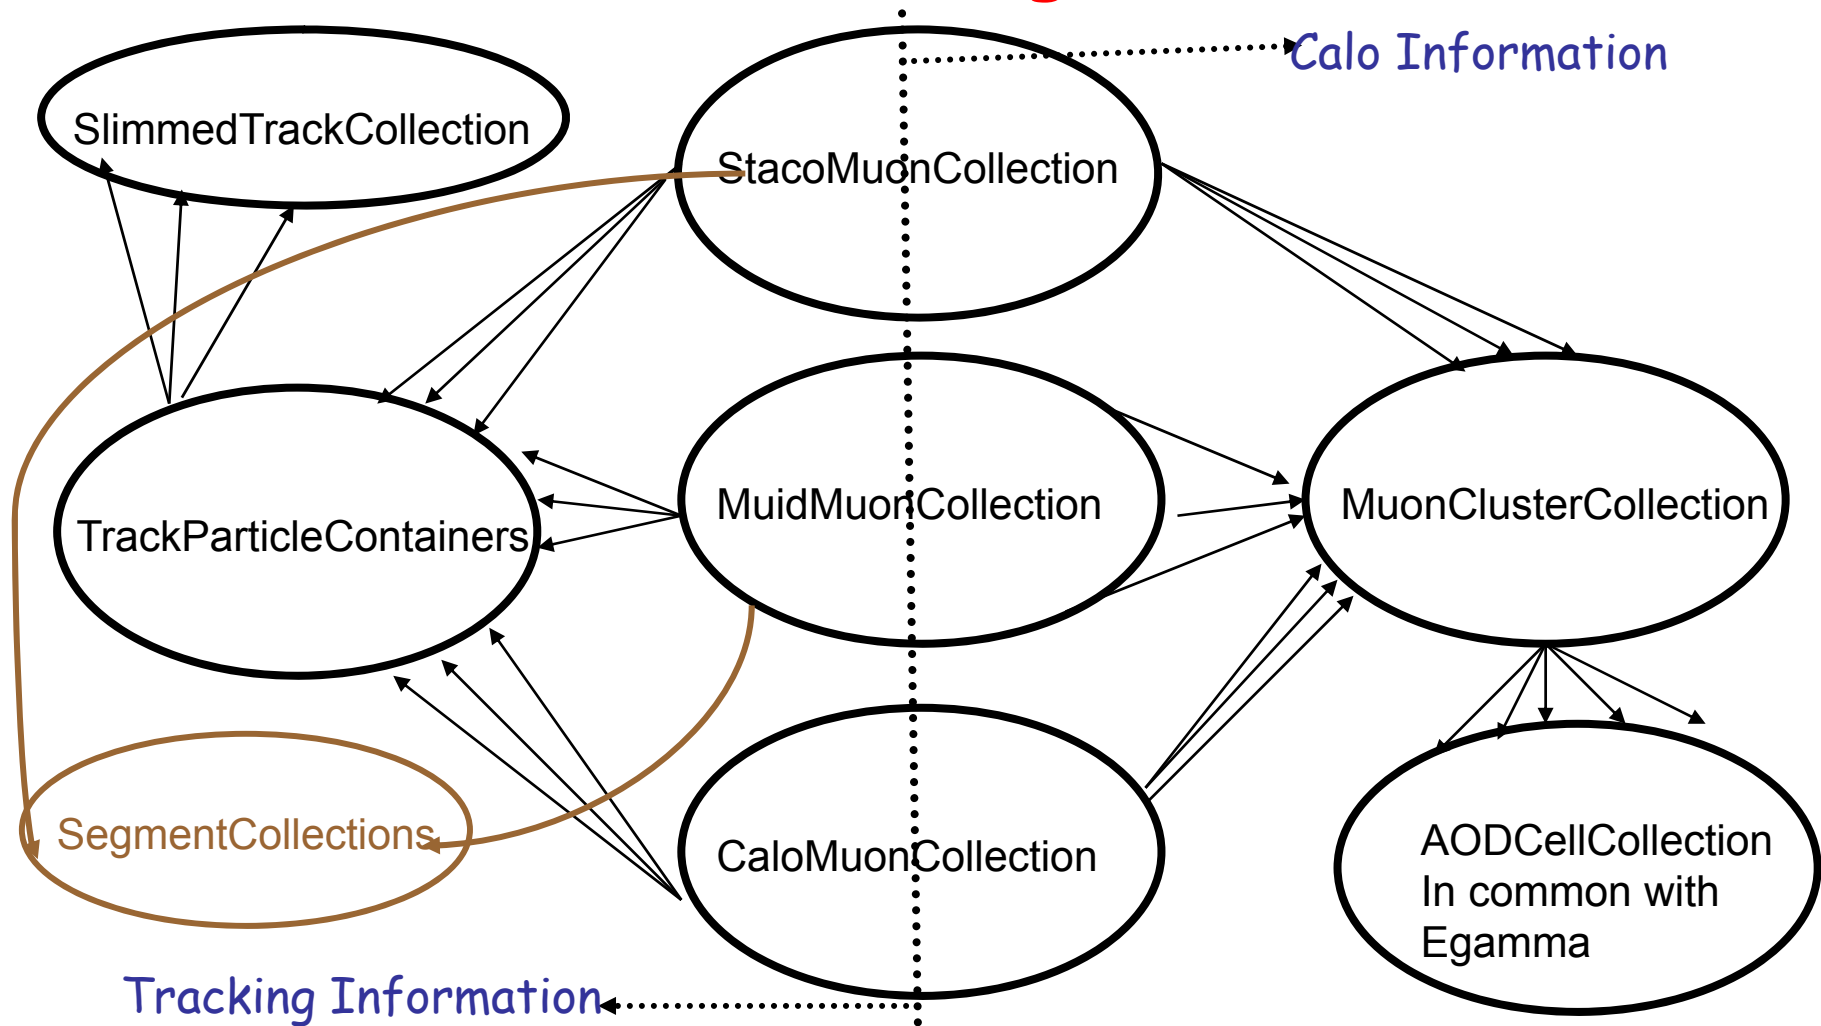 Calo Information
SlimmedTrackCollection
StacoMuonCollection
TrackParticleContainers
MuidMuonCollection
MuonClusterCollection
SegmentCollections
CaloMuonCollection
AODCellCollection
In common with
Egamma
Tracking Information